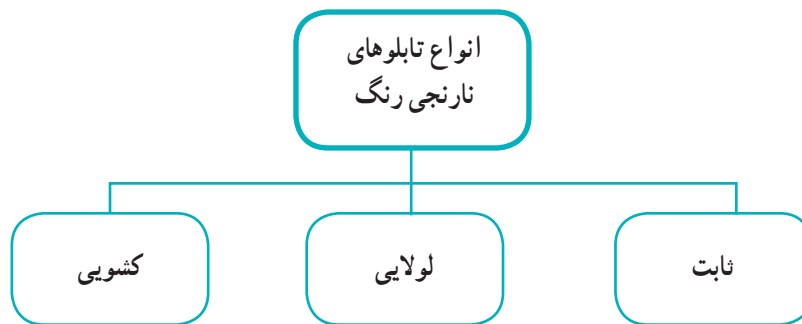 انواع تابلوهای
نارنجی رنگ
ثابت
لولایی
کشویی